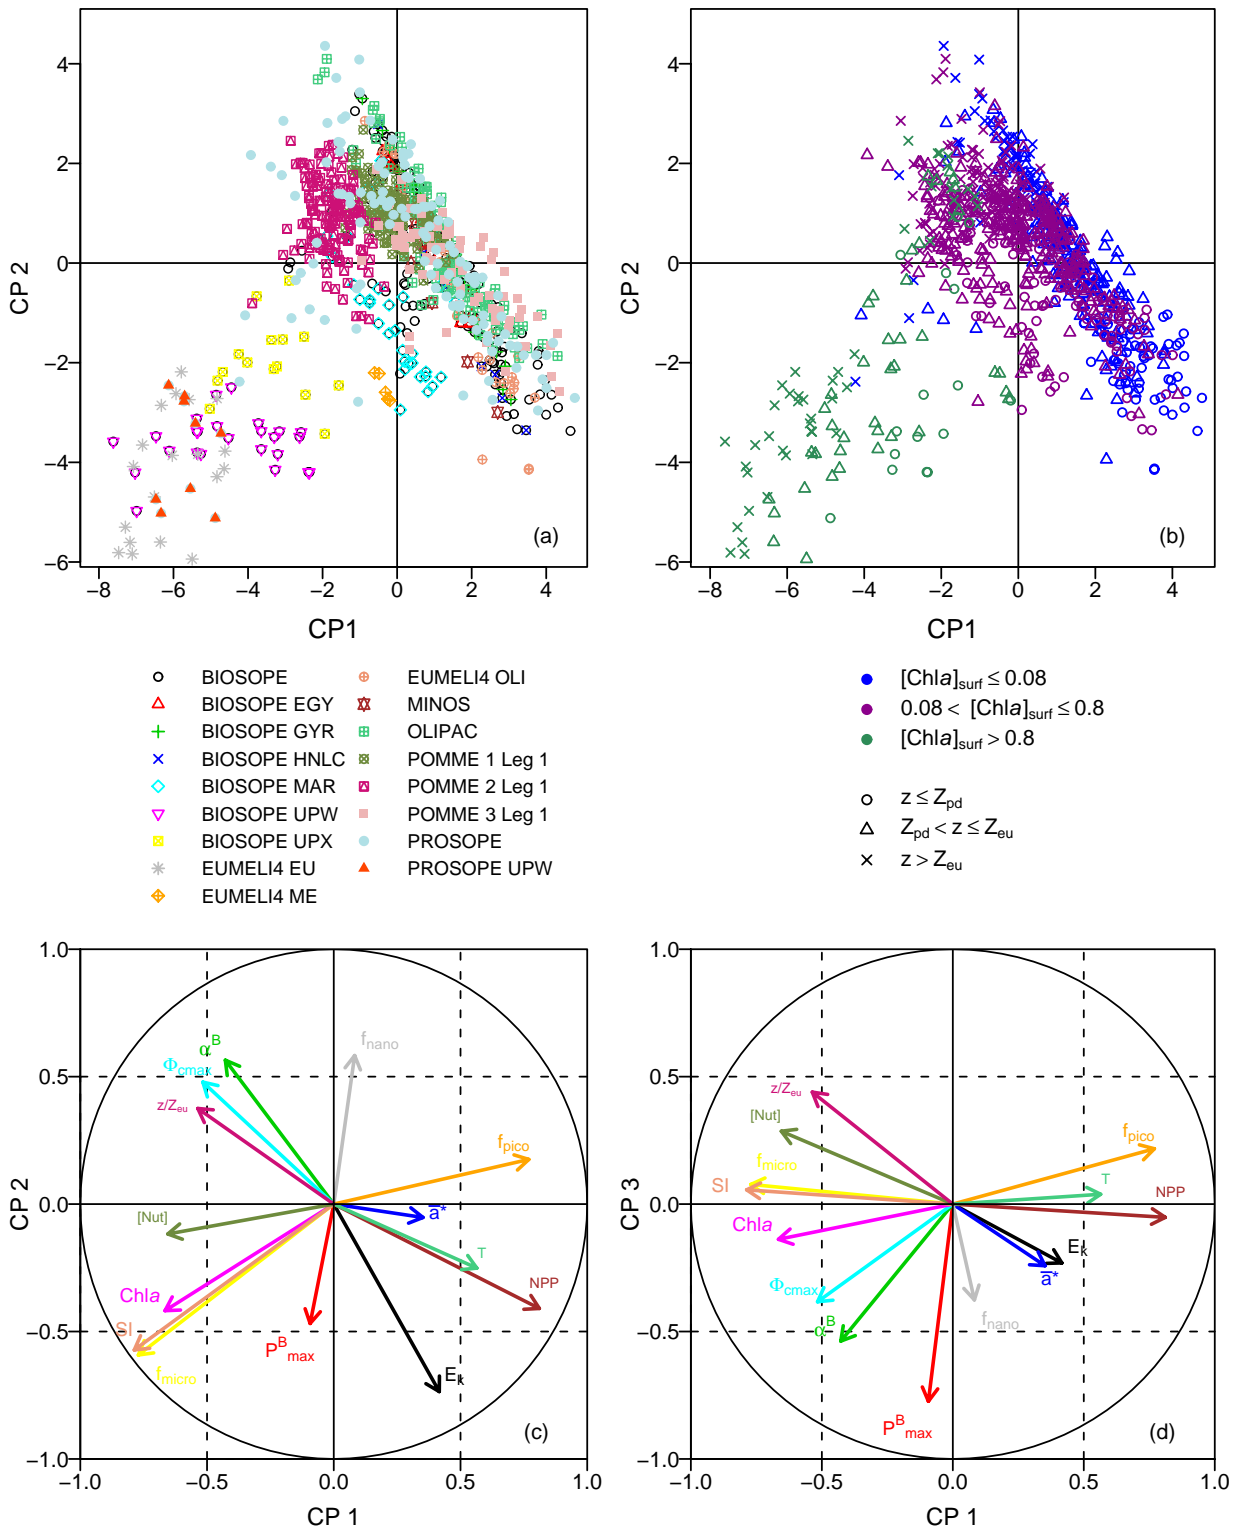 4
2
0
−2
−4
−6
CP 2
−8 −6 −4 −2 0 2 4
CP1
(a)
4
2
0
−2
−4
−6
CP 2
−8 −6 −4 −2 0 2 4
CP1
(b)
BIOSOPE
BIOSOPE EGY
BIOSOPE GYR
BIOSOPE HNLC
BIOSOPE MAR
BIOSOPE UPW
BIOSOPE UPX
EUMELI4 EU
EUMELI4 ME
EUMELI4 OLI
MINOS
OLIPAC
POMME 1 Leg 1
POMME 2 Leg 1
POMME 3 Leg 1
PROSOPE
PROSOPE UPW
[Chla]surf ≤ 0.08
0.08 < [Chla]surf ≤ 0.8
[Chla]surf > 0.8
z ≤ Zpd
Zpd < z ≤ Zeu
z > Zeu
1.0
0.5
0.0
−0.5
−1.0
CP 2
αB
Φcmax
z/Zeu
fnano
fpico
ā*
[Nut]
T
NPP
Chla
SI
fmicro
PBmax
Ek
(c)
−1.0 −0.5 0.0 0.5 1.0
CP 1
1.0
0.5
0.0
−0.5
−1.0
CP 3
z/Zeu
[Nut]
fmicro
SI
Chla
Φcmax
αB
PBmax
fnano
fpico
T
NPP
Ek
ā*
(d)
−1.0 −0.5 0.0 0.5 1.0
CP 1